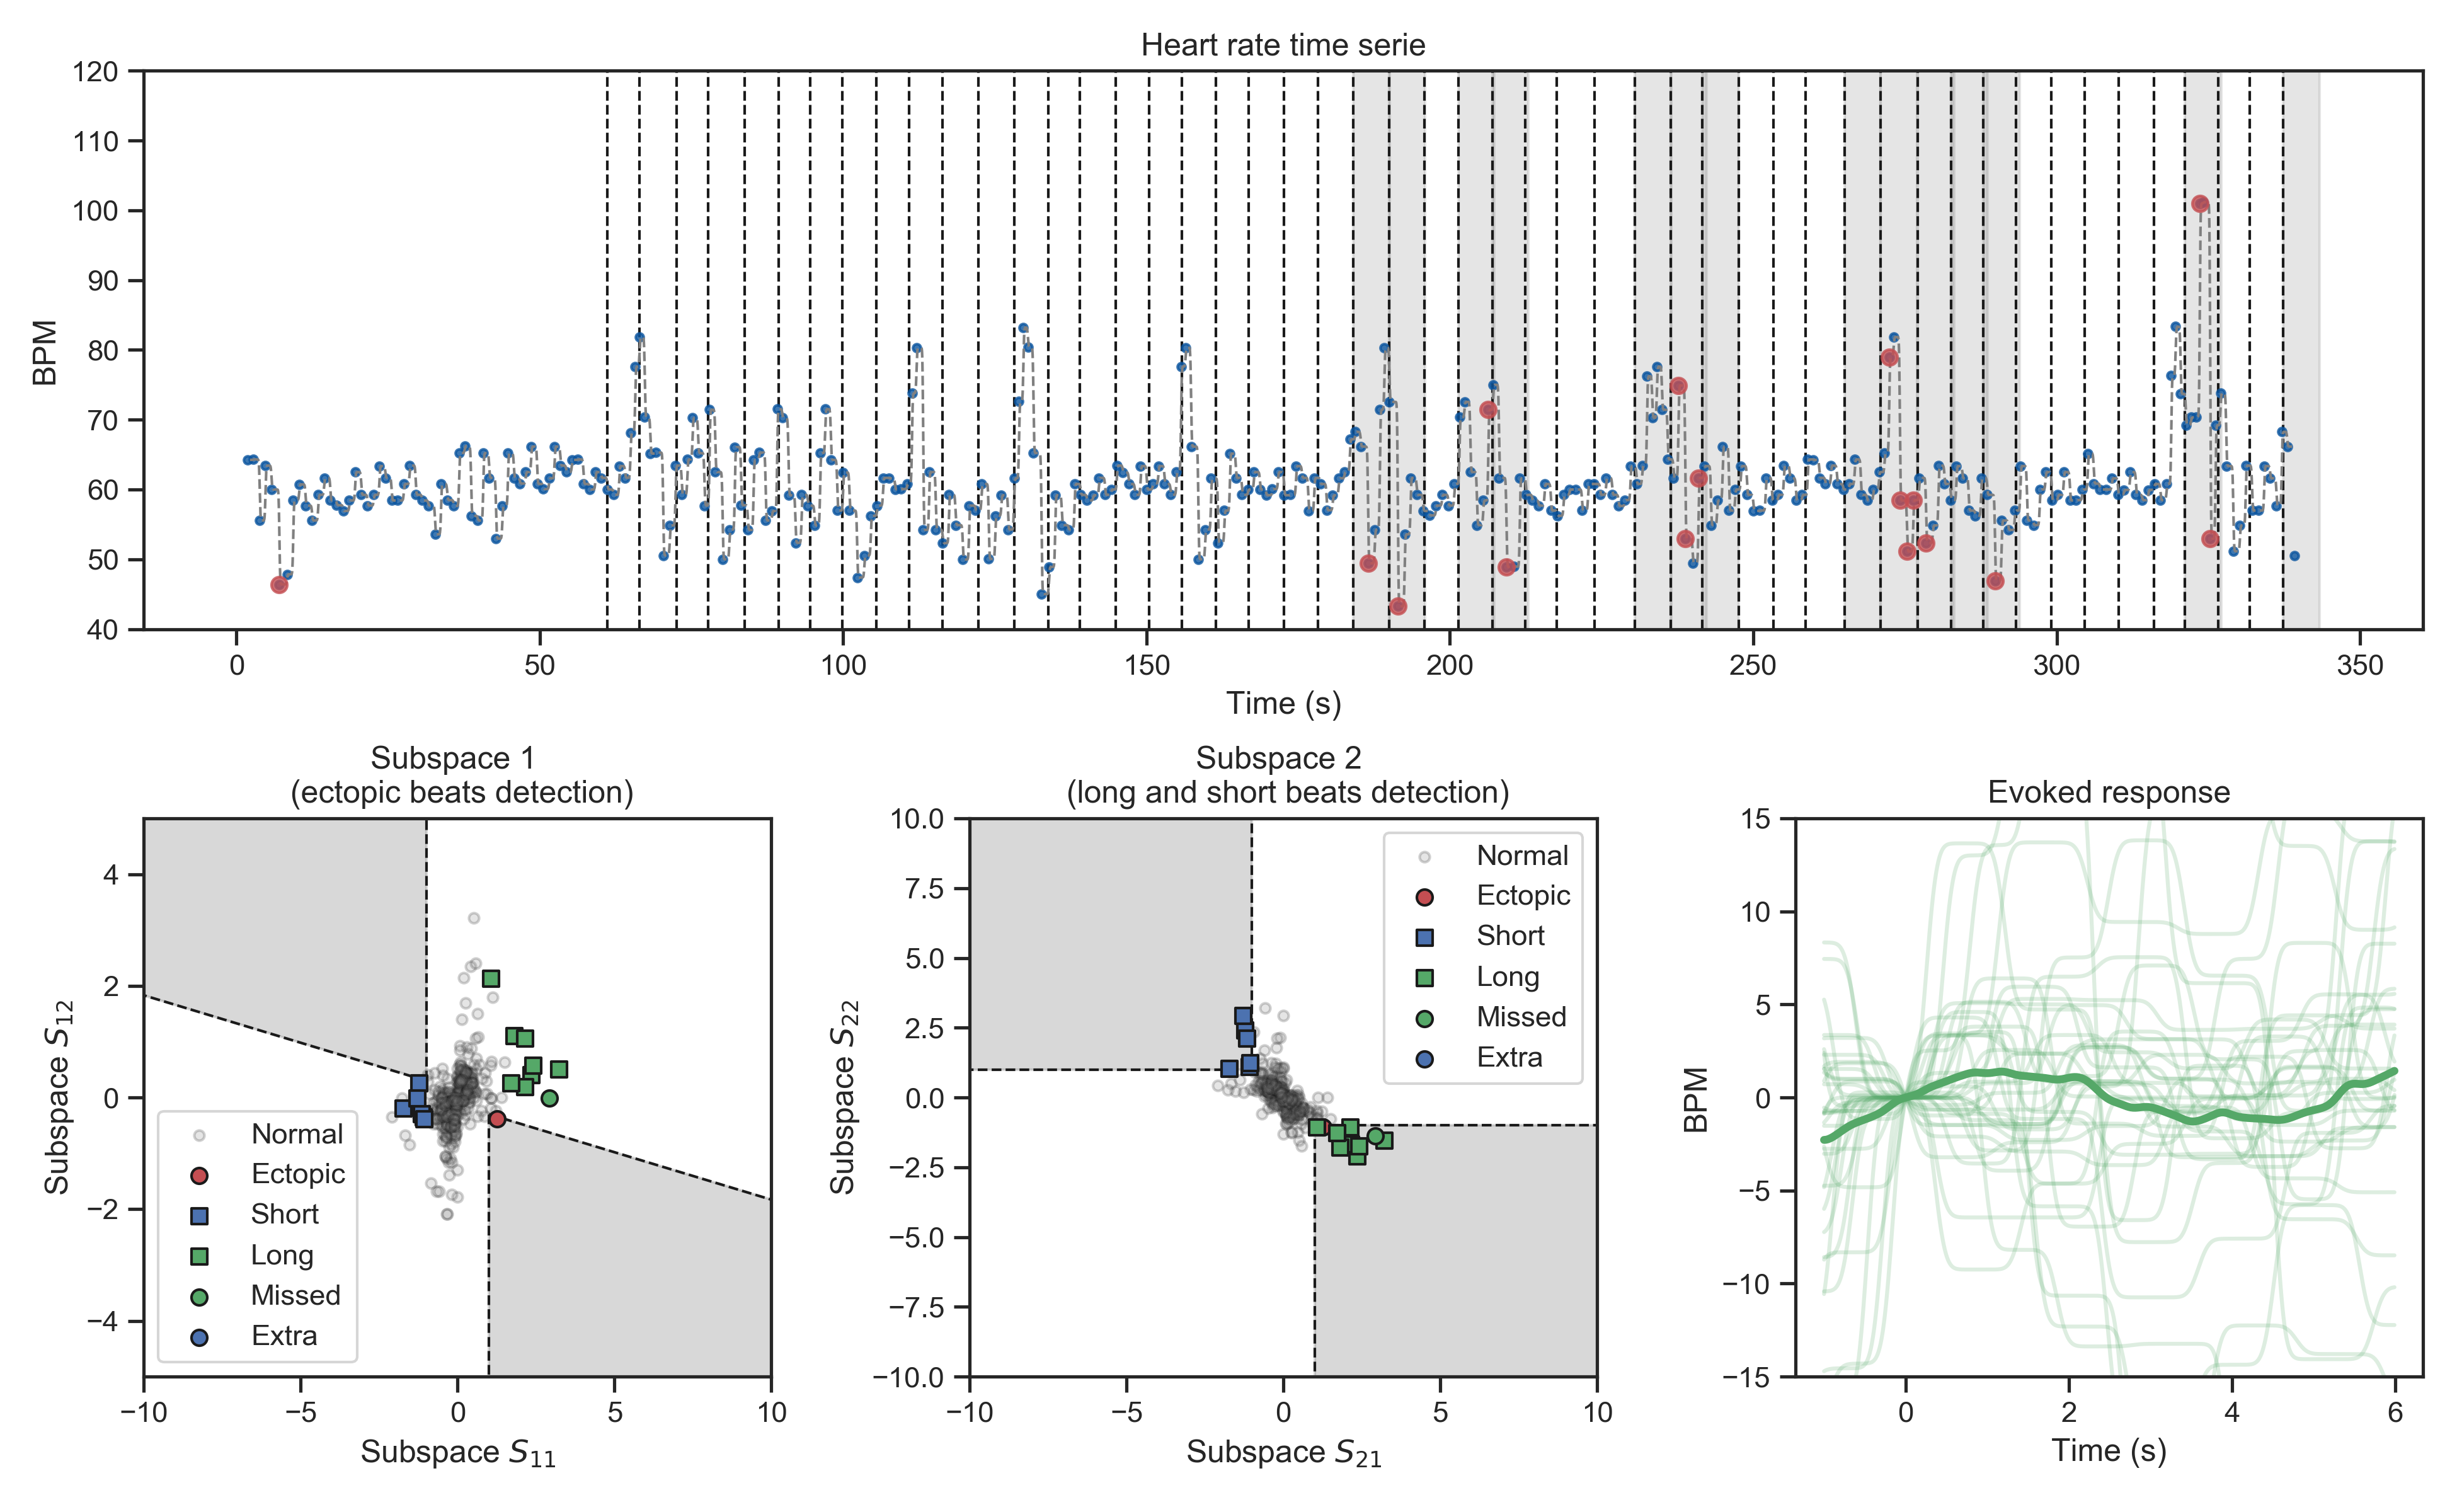 Heart rate time serie
120
110
100
90
80
70
60
50
40
BPM
0 50 100 150 200 250 300 350
Time (s)
Subspace 1
(ectopic beats detection)
4
2
0
−2
−4
Subspace S12
Normal
Ectopic
Short
Long
Missed
Extra
−10 −5 0 5 10
Subspace S11
Subspace 2
(long and short beats detection)
10.0
7.5
5.0
2.5
0.0
−2.5
−5.0
−7.5
−10.0
Subspace S22
Normal
Ectopic
Short
Long
Missed
Extra
−10 −5 0 5 10
Subspace S21
Evoked response
15
10
5
0
−5
−10
−15
BPM
0 2 4 6
Time (s)